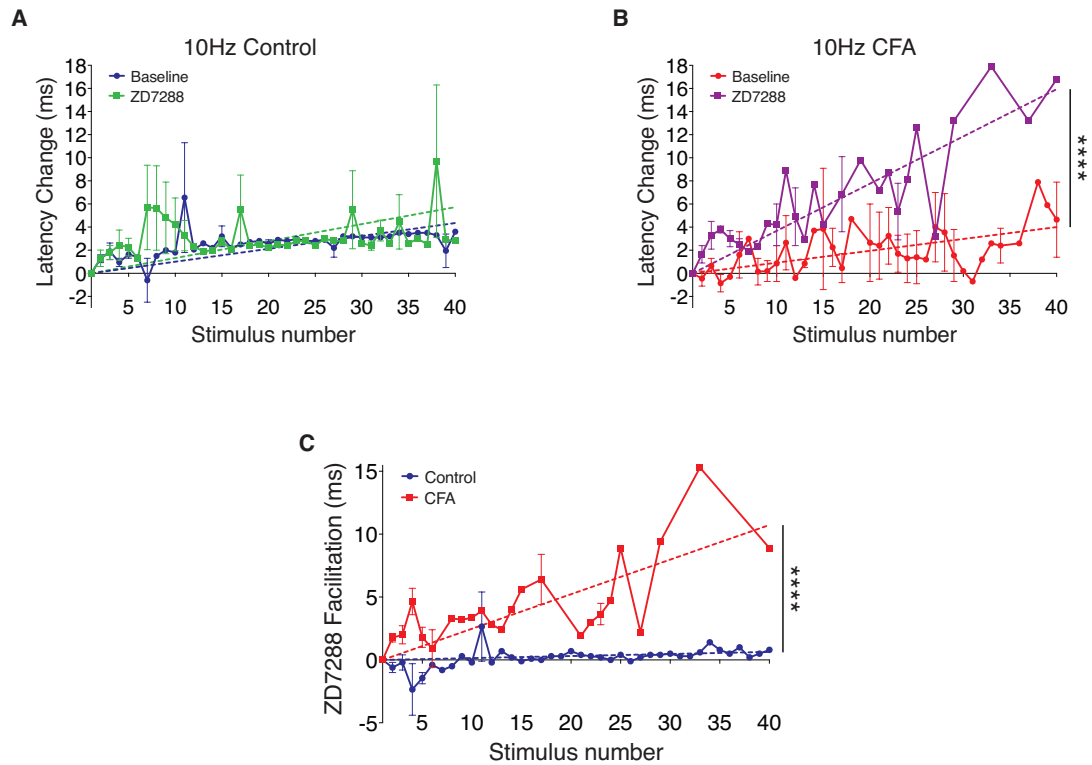 A
10Hz Control
Latency Change (ms)
18
16
14
12
10
8
6
4
2
0
-2
Baseline
ZD7288
5 10 15 20 25 30 35 40
Stimulus number
B
10Hz CFA
Latency Change (ms)
18
16
14
12
10
8
6
4
2
0
-2
Baseline
ZD7288
5 10 15 20 25 30 35 40
Stimulus number
****
C
ZD7288 Facilitation (ms)
15
10
5
0
-5
Control
CFA
5 10 15 20 25 30 35 40
Stimulus number
****